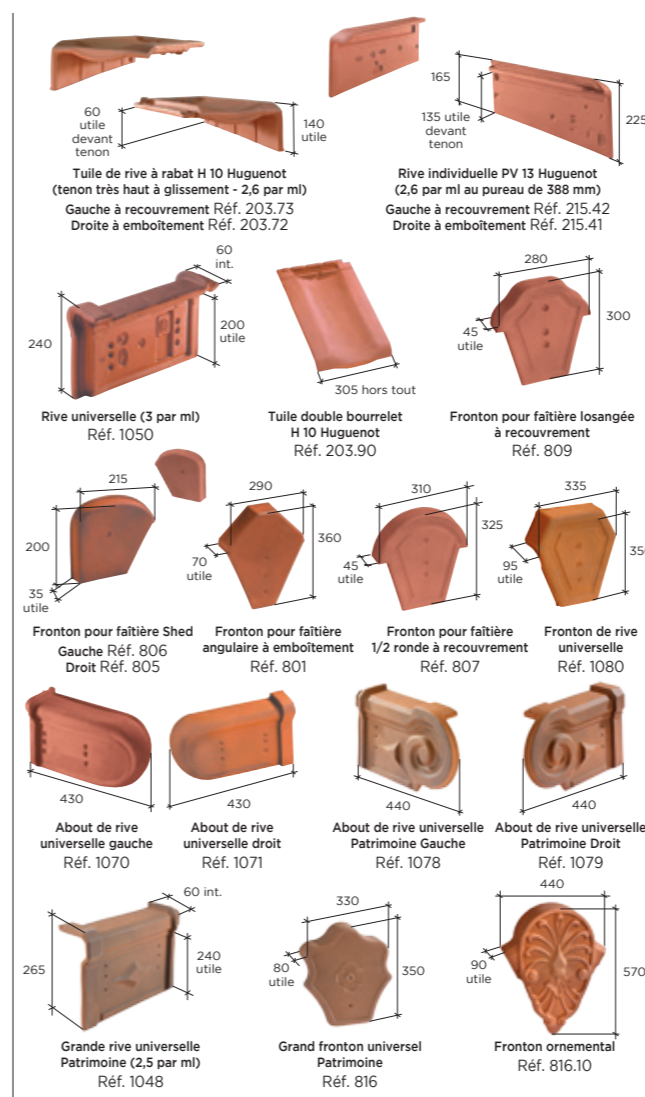 60
utile
devant
tenon
140
utile
Tuile de rive à rabat H 10 Huguenot
(tenon très haut à glissement - 2,6 par ml)
Gauche à recouvrement Réf. 203.73
Droite à emboîtement Réf. 203.72
165
135 utile
devant
tenon
225
Rive individuelle PV 13 Huguenot
(2,6 par ml au pureau de 388 mm)
Gauche à recouvrement Réf. 215.42
Droite à emboîtement Réf. 215.41
60
int.
240
200
utile
Rive universelle (3 par ml)
Réf. 1050
305 hors tout
Tuile double bourrelet
H 10 Huguenot
Réf. 203.90
280
300
45
utile
Fronton pour faîtière losangée
à recouvrement
Réf. 809
215
200
35
utile
Fronton pour faîtière Shed
Gauche Réf. 806
Droit Réf. 805
290
360
70
utile
Fronton pour faîtière
angulaire à emboîtement
Réf. 801
310
325
45
utile
Fronton pour faîtière
1/2 ronde à recouvrement
Réf. 807
335
350
95
utile
Fronton de rive
universelle
Réf. 1080
430
About de rive
universelle gauche
Réf. 1070
430
About de rive
universelle droit
Réf. 1071
440
About de rive universelle
Patrimoine Gauche
Réf. 1078
440
About de rive universelle
Patrimoine Droit
Réf. 1079
60 int.
265
240
utile
Grande rive universelle
Patrimoine (2,5 par ml)
Réf. 1048
330
80
utile
350
Grand fronton universel
Patrimoine
Réf. 816
440
90
utile
570
Fronton ornemental
Réf. 816.10